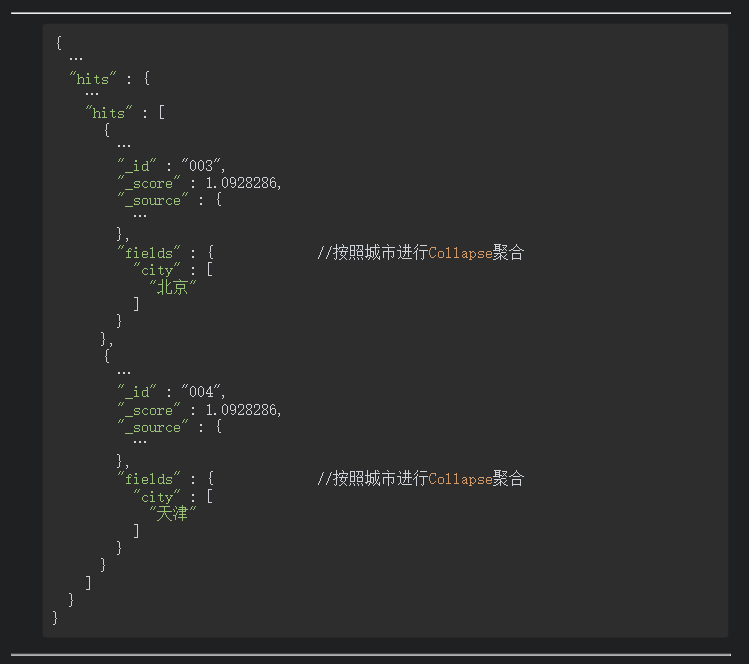 {
  …
  "hits" : {
    …
    "hits" : [
      {
        …
        "_id" : "003",
        "_score" : 1.0928286,
        "_source" : {
          …
        },
        "fields" : {             //按照城市进行Collapse聚合
          "city" : [
            "北京"
          ]
        }
      },
      {
        …
        "_id" : "004",
        "_score" : 1.0928286,
        "_source" : {
          …
        },
        "fields" : {             //按照城市进行Collapse聚合
          "city" : [
            "天津"
          ]
        }
      }
    ]
  }
}